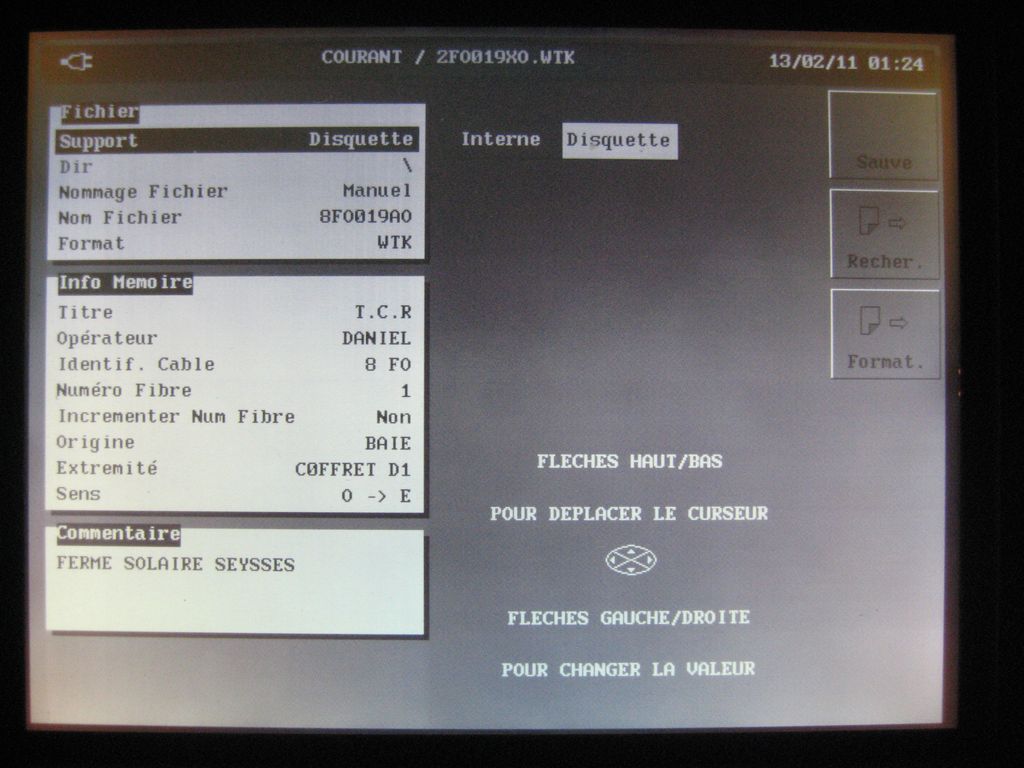 COURANT / 2FO019XO.WTK
13/02/11 01:24
Fichier
Support Disquette
Dir \
Nommage Fichier Manuel
Nom Fichier 8FO019AO
Format WTK
Interne Disquette
Sauve
Recher.
Format.
Info Memoire
Titre T.C.R
Opérateur DANIEL
Identif. Cable 8 FO
Numéro Fibre 1
Incrementer Num Fibre Non
Origine BAIE
Extremité COFFRET D1
Sens O -> E
Commentaire
FERME SOLAIRE SEYSSES
FLECHES HAUT/BAS
POUR DEPLACER LE CURSEUR
FLECHES GAUCHE/DROITE
POUR CHANGER LA VALEUR